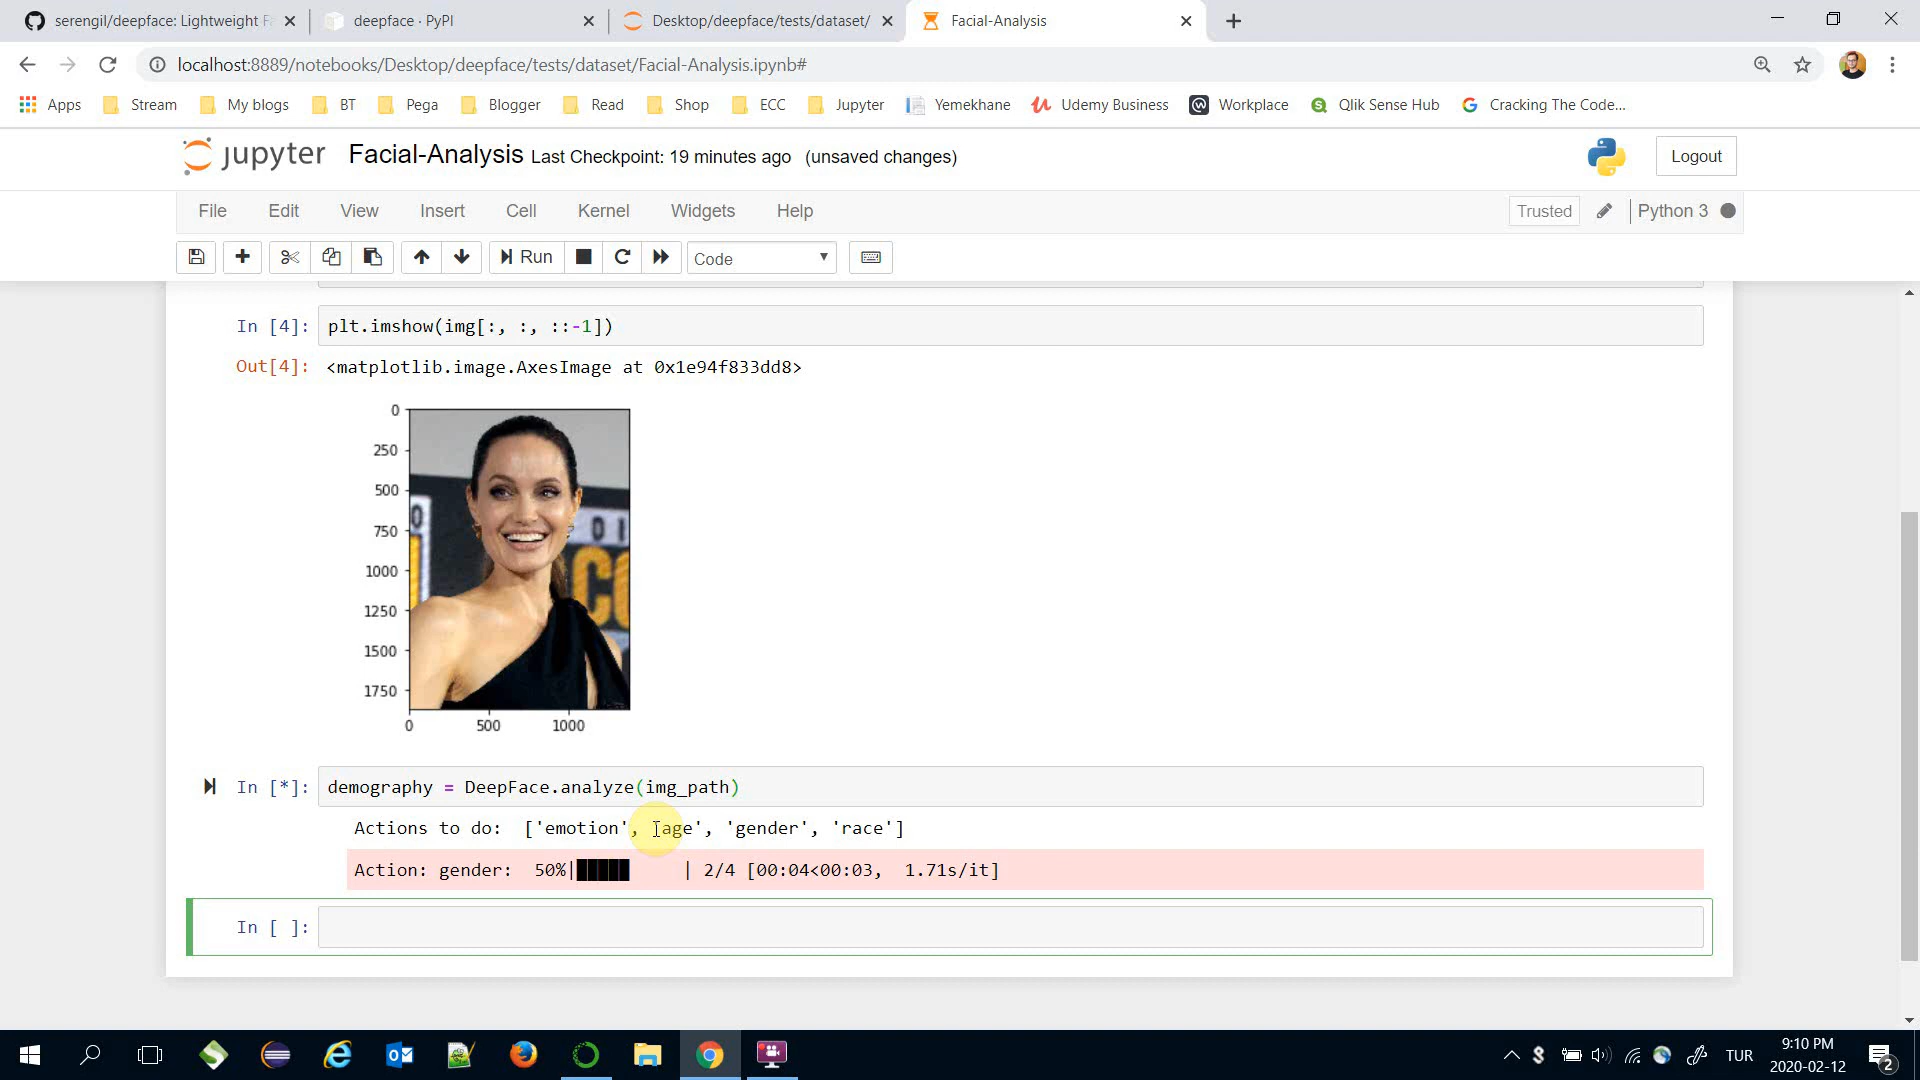 serengil/deepface: Lightweight Fa
deepface · PyPI
Desktop/deepface/tests/dataset/
Facial-Analysis
localhost:8889/notebooks/Desktop/deepface/tests/dataset/Facial-Analysis.ipynb#
Apps Stream My blogs BT Pega Blogger Read Shop ECC Jupyter Yemekhane Udemy Business Workplace Qlik Sense Hub Cracking The Code...
jupyter Facial-Analysis Last Checkpoint: 19 minutes ago (unsaved changes) Logout
File Edit View Insert Cell Kernel Widgets Help Trusted Python 3
Run Code
In [4]: plt.imshow(img[:, :, ::-1])
Out[4]: <matplotlib.image.AxesImage at 0x1e94f833dd8>
0
250
500
750
1000
1250
1500
1750
0 500 1000
In [*]: demography = DeepFace.analyze(img_path)
Actions to do: ['emotion', 'age', 'gender', 'race']
Action: gender: 50%|█████ | 2/4 [00:04<00:03, 1.71s/it]
In [ ]:
TUR
9:10 PM
2020-02-12
2